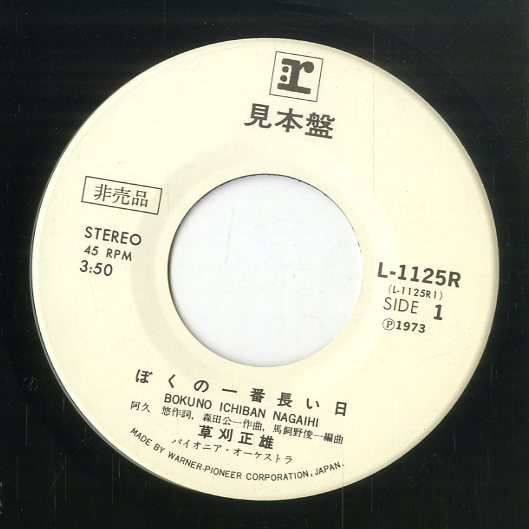 r
見本盤
非売品
STEREO
45 RPM
3:50
L-1125R
(L-1125R1)
SIDE 1
Ⓟ1973
ぼくの一番長い日
BOKUNO ICHIBAN NAGAIHI
阿久 悠作詞, 森田公一作曲, 馬飼野俊一編曲
草刈正雄
パイオニア・オーケストラ
MADE BY WARNER-PIONEER CORPORATION, JAPAN.